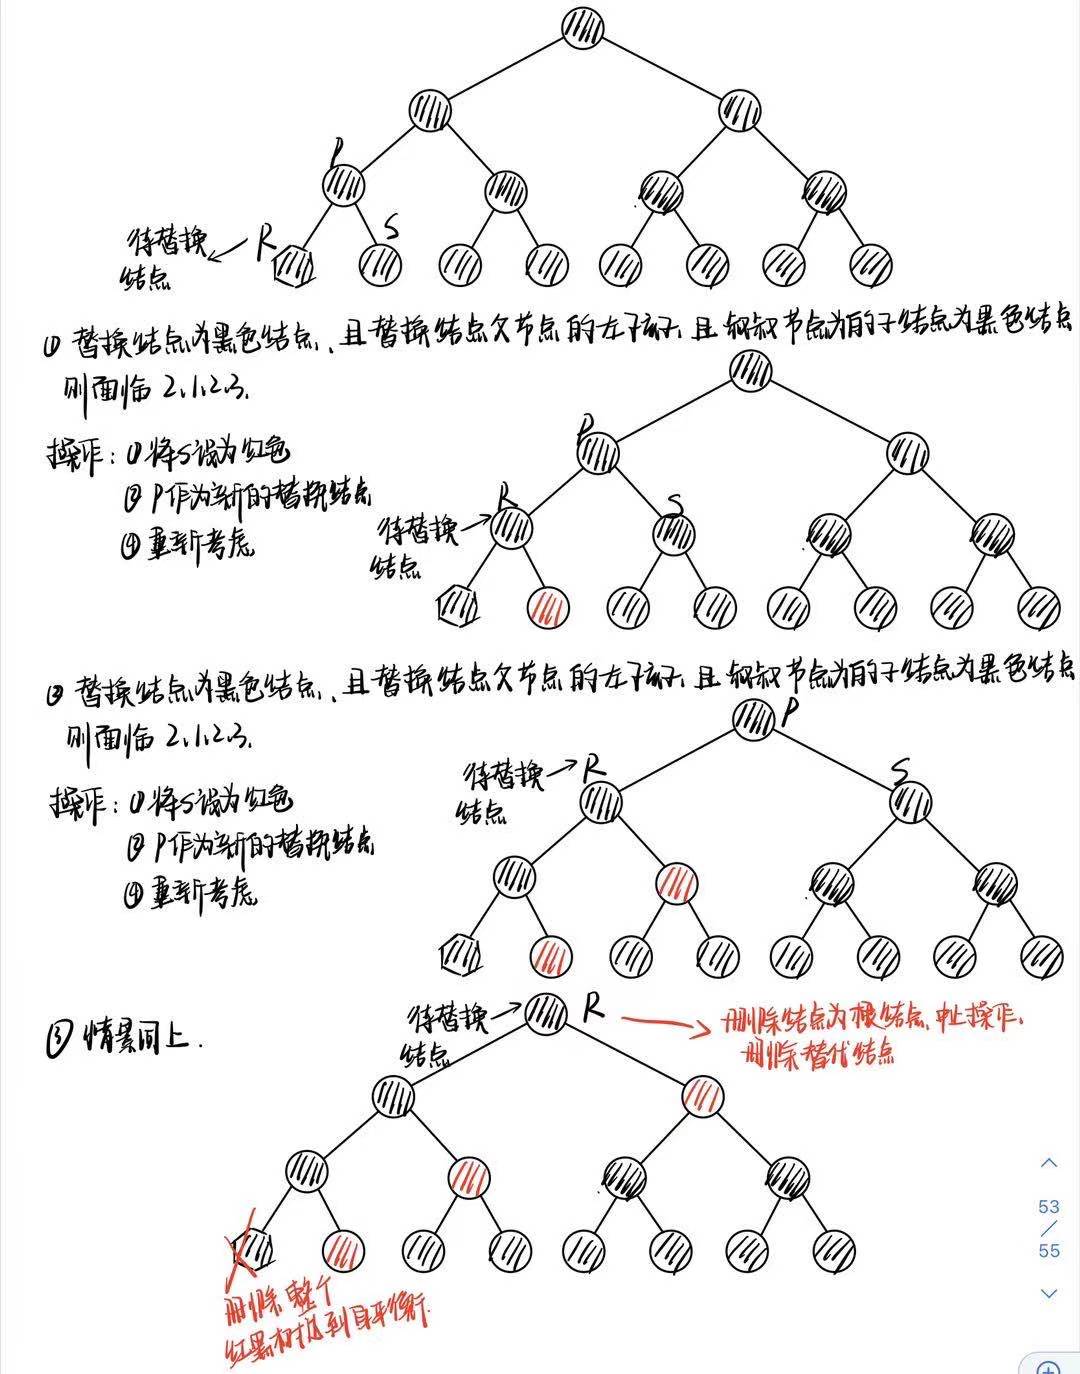 P
S
R
待替换
结点
① 替换结点为黑色结点、且替换结点父节点的左子孩子、且叔叔节点为的子结点为黑色结点
则面临 2.1.2.3.
操作：① 将S设为红色
② P作为新的替换结点
④ 重新考虑
P
R
S
待替换
结点
② 替换结点为黑色结点、且替换结点父节点的左子孩子、且叔叔节点为的子结点为黑色结点
则面临 2.1.2.3.
P
操作：① 将S设为红色
② P作为新的替换结点
④ 重新考虑
待替换
结点
R
S
③ 情景同上.
待替换
结点
R
删除结点为根结点、中止操作、
删除替代结点
删除 整个
红黑树达到自平衡.
53
/
55